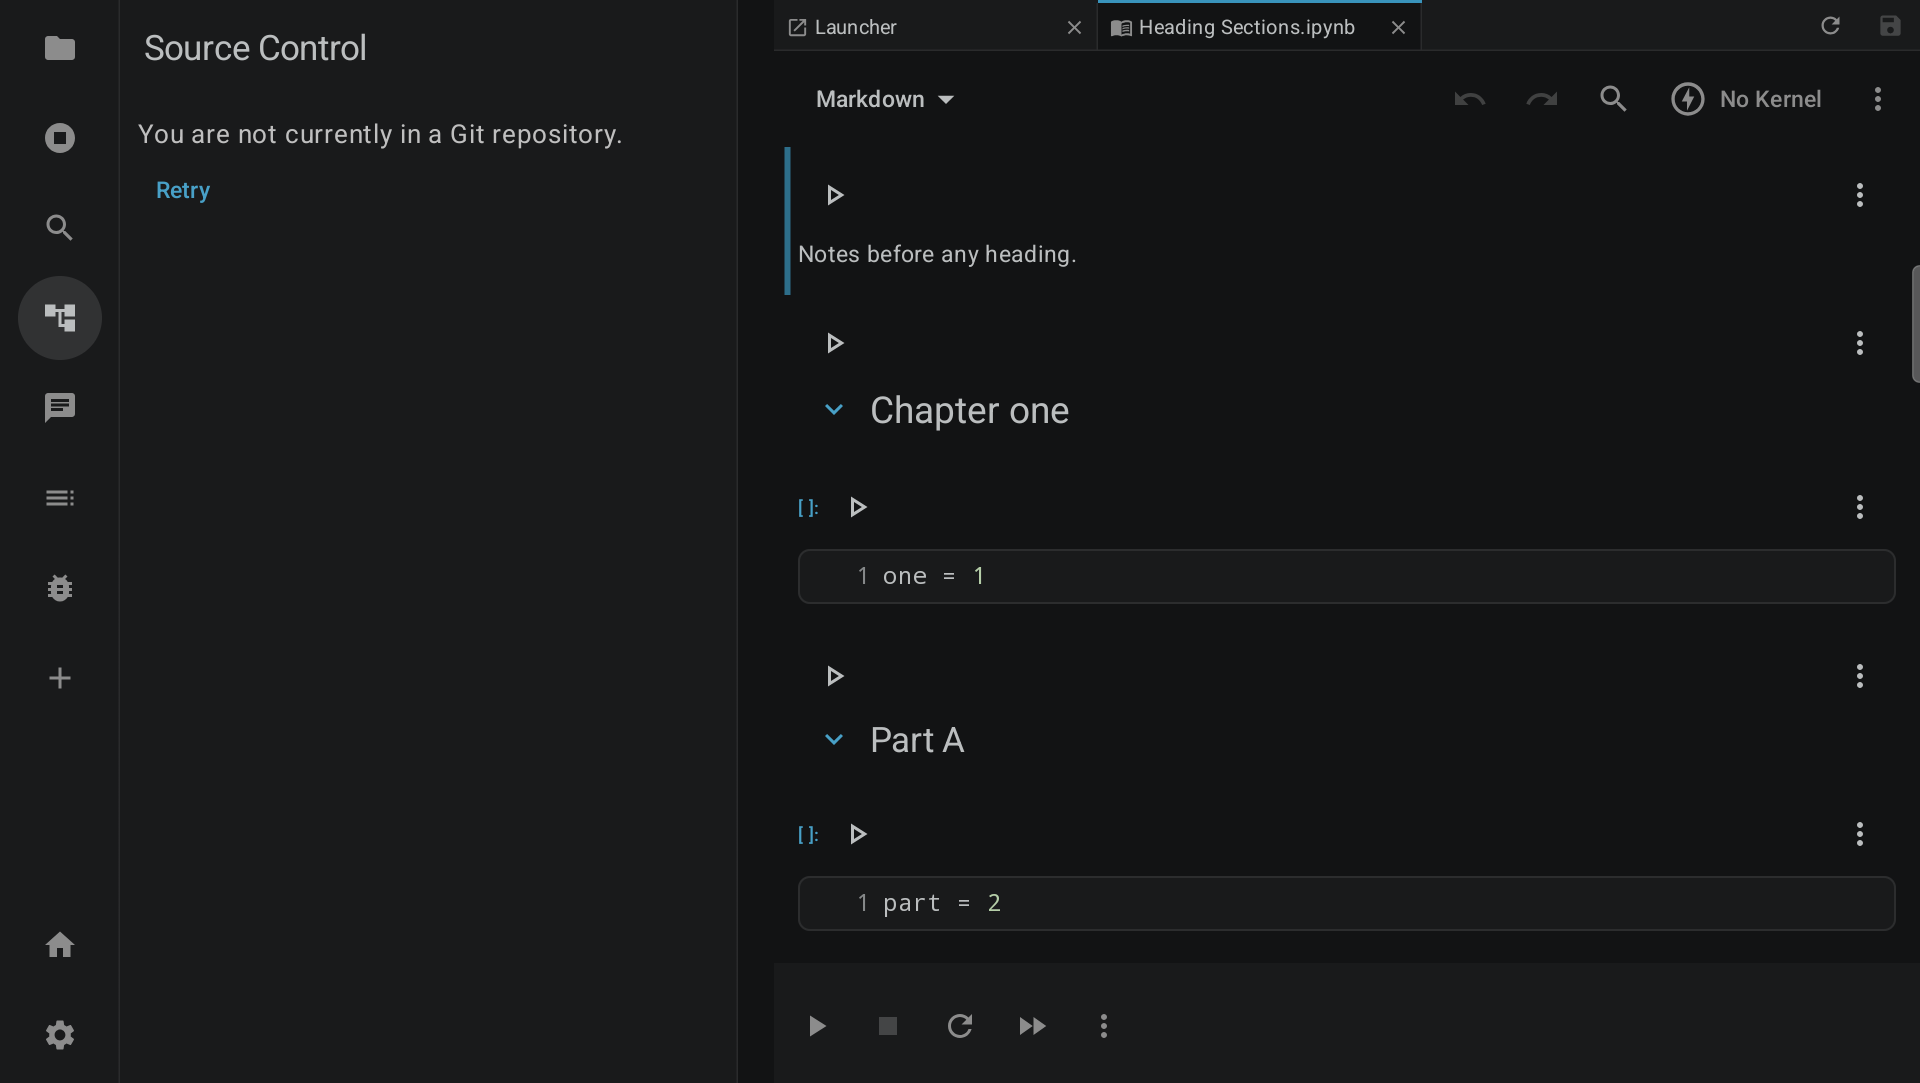 Source Control
You are not currently in a Git repository.
Retry
Launcher
Heading Sections.ipynb
Markdown
No Kernel
Notes before any heading.
Chapter one
[ ]:
1 one = 1
Part A
[ ]:
1 part = 2